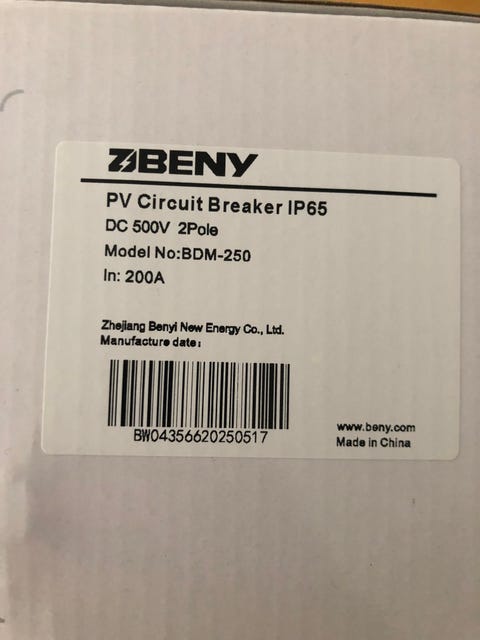 ZJBENY
PV Circuit Breaker IP65
DC 500V 2Pole
Model No:BDM-250
In: 200A
Zhejiang Benyi New Energy Co., Ltd.
Manufacture date:
BW04356620250517
www.beny.com
Made in China